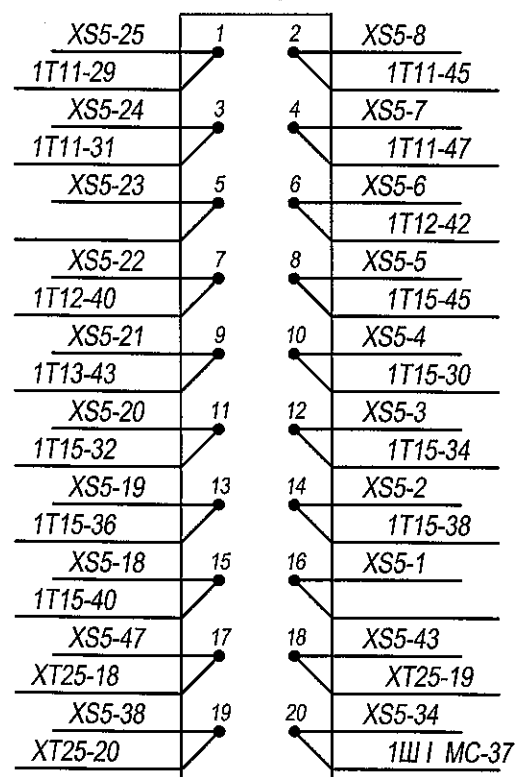 XS5-25 1 2 XS5-8
1T11-29 1T11-45
XS5-24 3 4 XS5-7
1T11-31 1T11-47
XS5-23 5 6 XS5-6
1T12-42
XS5-22 7 8 XS5-5
1T12-40 1T15-45
XS5-21 9 10 XS5-4
1T13-43 1T15-30
XS5-20 11 12 XS5-3
1T15-32 1T15-34
XS5-19 13 14 XS5-2
1T15-36 1T15-38
XS5-18 15 16 XS5-1
1T15-40
XS5-47 17 18 XS5-43
XT25-18 XT25-19
XS5-38 19 20 XS5-34
XT25-20 1Ш I МС-37